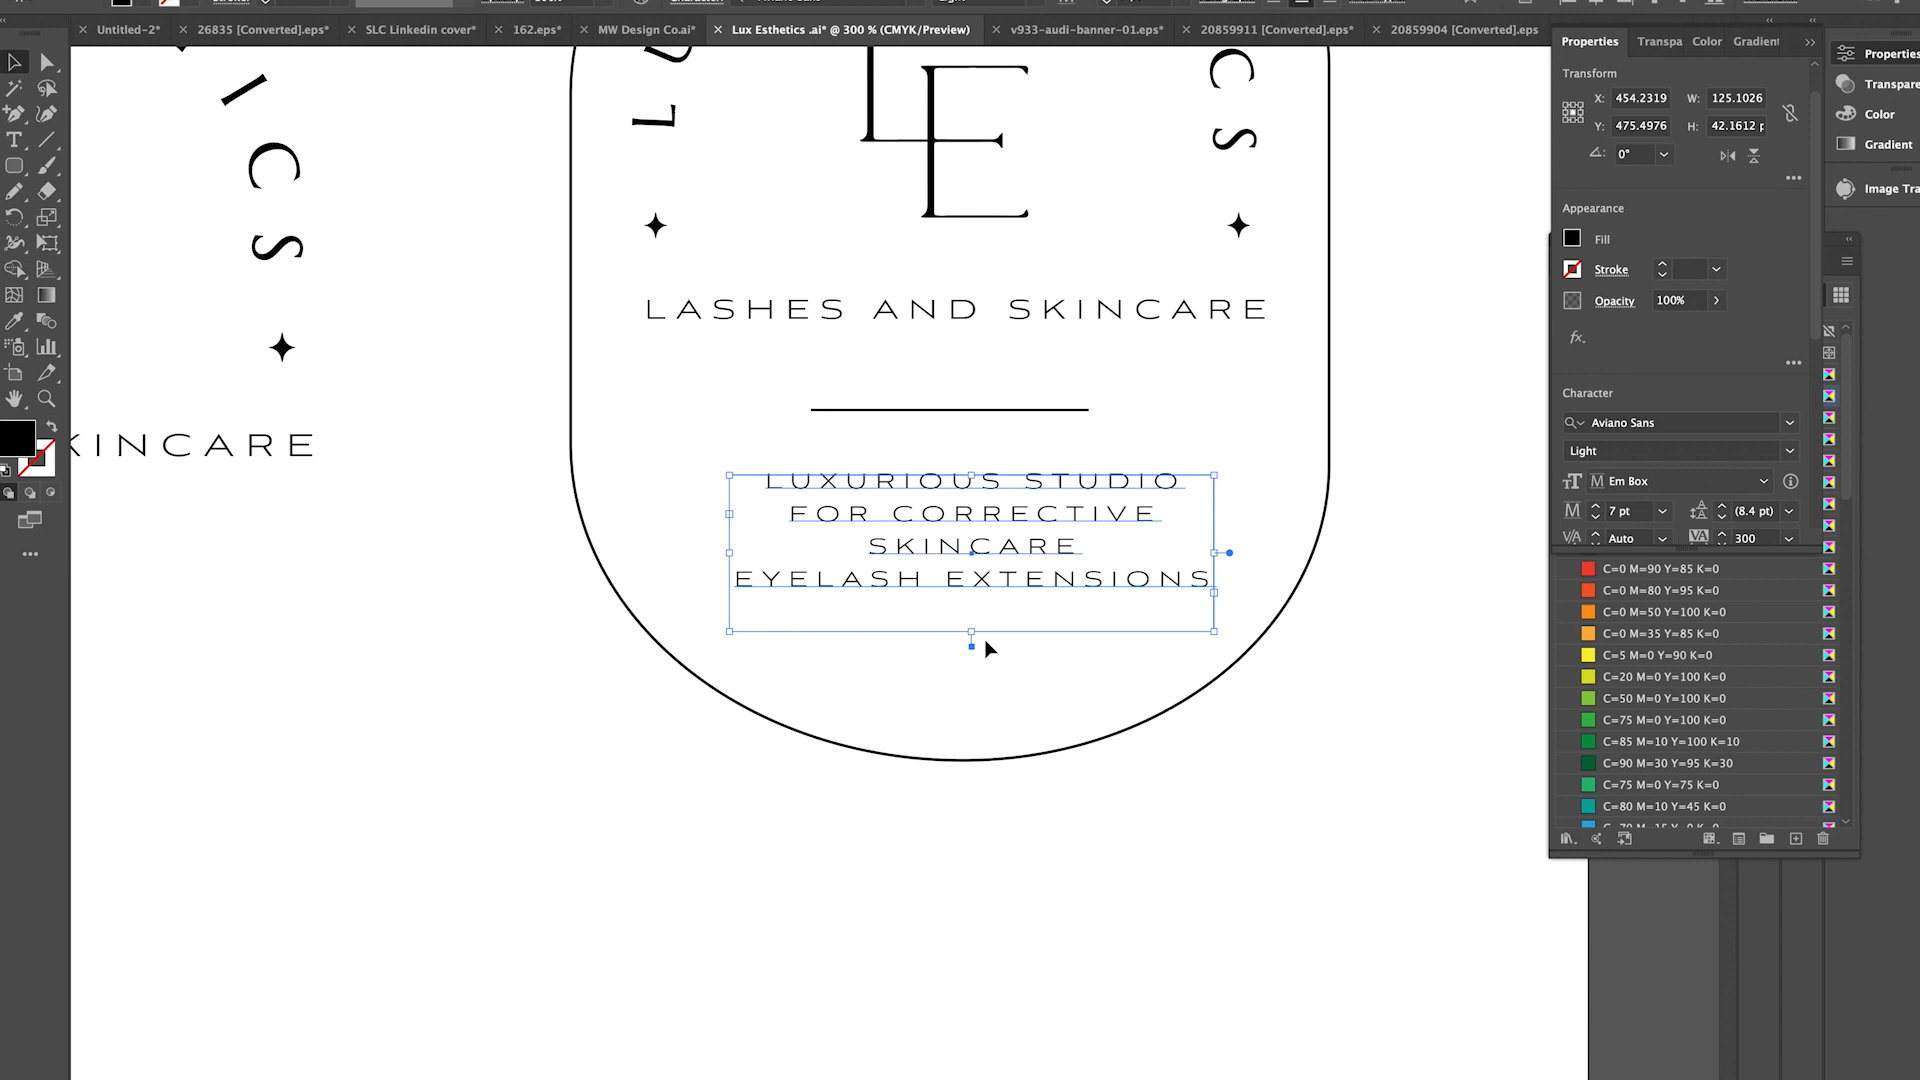 Untitled-2*
26835 [Converted].eps*
SLC Linkedin cover*
162.eps*
MW Design Co.ai*
Lux Esthetics .ai* @ 300 % (CMYK/Preview)
v933-audi-banner-01.eps*
20859911 [Converted].eps*
20859904 [Converted].eps
I C S
KINCARE
L
L E
C S
LASHES AND SKINCARE
LUXURIOUS STUDIO
FOR CORRECTIVE
SKINCARE
EYELASH EXTENSIONS
Properties
Transpa
Color
Gradient
Transform
X: 454.2319
W: 125.1026
Y: 475.4976
H: 42.1612 p
0°
Appearance
Fill
Stroke
Opacity
100%
fx.
Character
Aviano Sans
Light
Em Box
7 pt
(8.4 pt)
Auto
300
C=0 M=90 Y=85 K=0
C=0 M=80 Y=95 K=0
C=0 M=50 Y=100 K=0
C=0 M=35 Y=85 K=0
C=5 M=0 Y=90 K=0
C=20 M=0 Y=100 K=0
C=50 M=0 Y=100 K=0
C=75 M=0 Y=100 K=0
C=85 M=10 Y=100 K=10
C=90 M=30 Y=95 K=30
C=75 M=0 Y=75 K=0
C=80 M=10 Y=45 K=0
Properties
Transpare
Color
Gradient
Image Tra